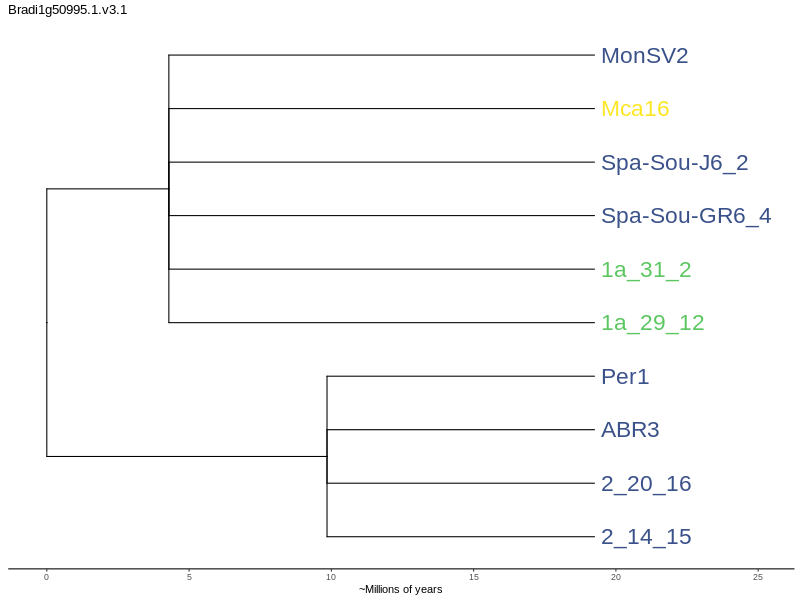 Bradi1g50995.1.v3.1
MonSV2
Mca16
Spa-Sou-J6_2
Spa-Sou-GR6_4
1a_31_2
1a_29_12
Per1
ABR3
2_20_16
2_14_15
0 5 10 15 20 25
~Millions of years